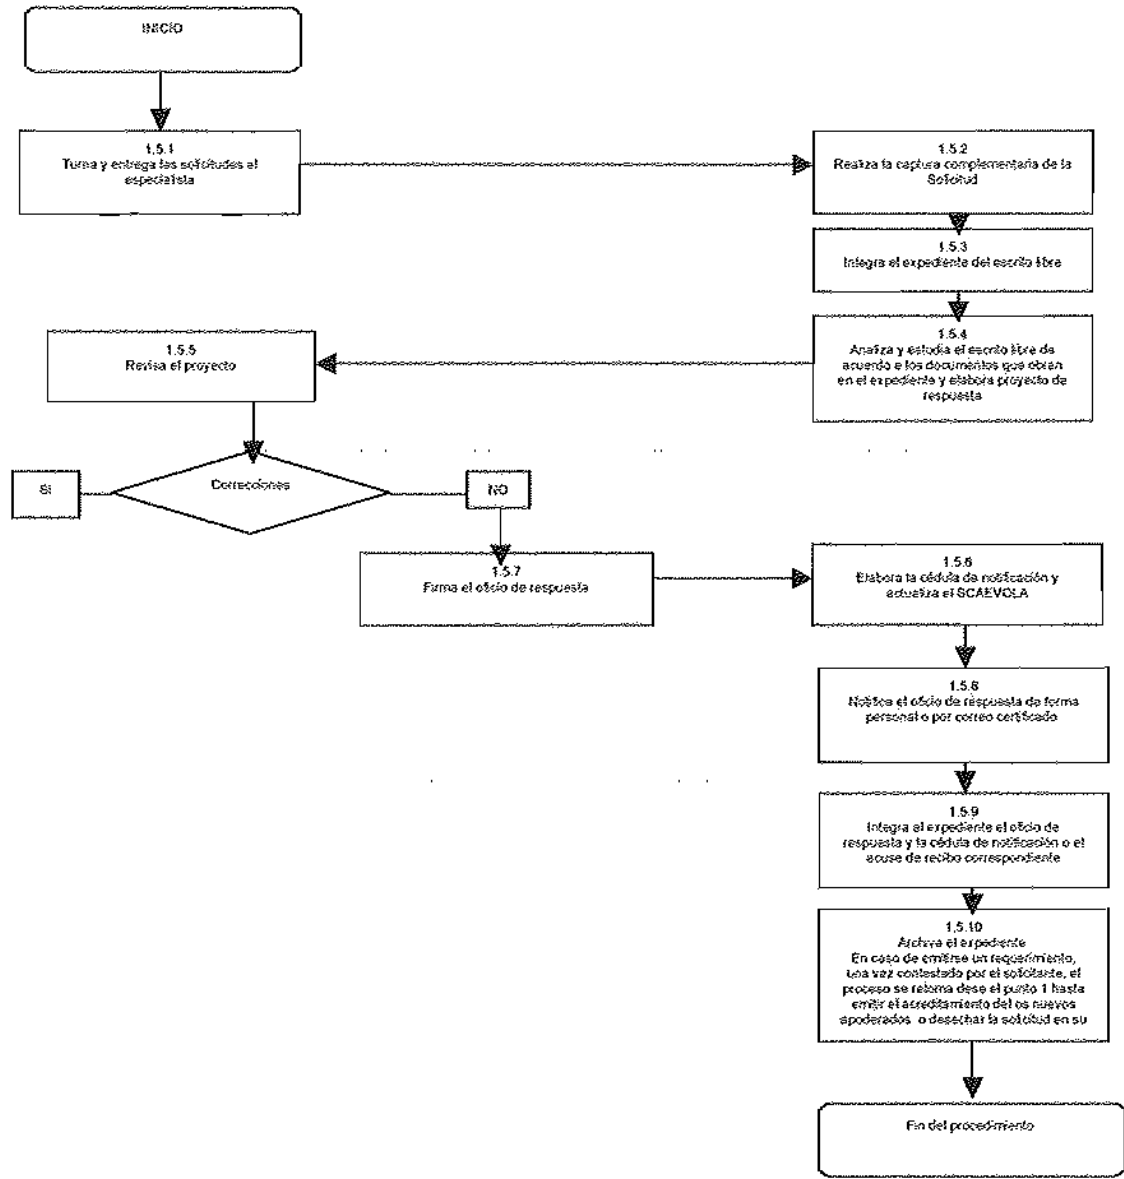 INICIO
1.5.1
Turna y entrega las solicitudes al
especialista
1.5.2
Realiza la captura complementaria de la
Solicitud
1.5.3
Integra el expediente del escrito libre
1.5.4
Analiza y estudia el escrito libre de
acuerdo a los documentos que obran
en el expediente y elabora proyecto de
respuesta
1.5.5
Revisa el proyecto
SI
Correcciones
NO
1.5.7
Firma el oficio de respuesta
1.5.6
Elabora la cédula de notificación y
actualiza el SCAEVOLA
1.5.8
Notifica el oficio de respuesta de forma
personal o por correo certificado
1.5.9
Integra al expediente el oficio de
respuesta y la cédula de notificación o el
acuse de recibo correspondiente
1.5.10
Archiva el expediente
En caso de emitirse un requerimiento,
una vez contestado por el solicitante, el
proceso se retoma dese el punto 1 hasta
emitir el acreditamiento del os nuevos
apoderados o desechar la solicitud en su
Fin del procedimiento